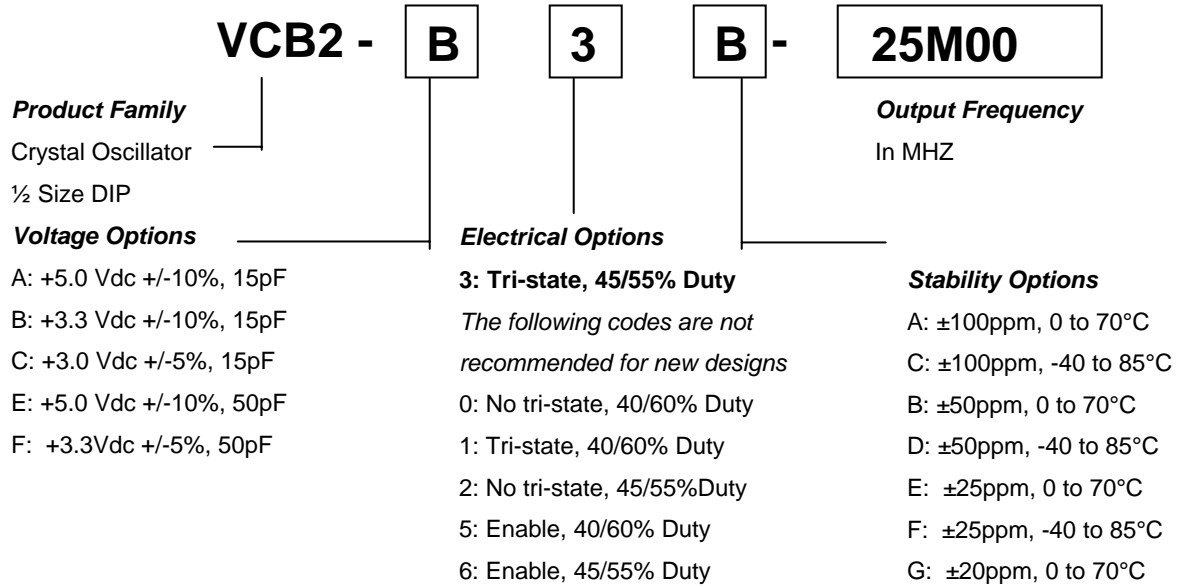 VCB2 - B 3 B - 25M00
Product Family
Crystal Oscillator
½ Size DIP
Voltage Options
A: +5.0 Vdc +/-10%, 15pF
B: +3.3 Vdc +/-10%, 15pF
C: +3.0 Vdc +/-5%, 15pF
E: +5.0 Vdc +/-10%, 50pF
F: +3.3Vdc +/-5%, 50pF
Electrical Options
3: Tri-state, 45/55% Duty
The following codes are not
recommended for new designs
0: No tri-state, 40/60% Duty
1: Tri-state, 40/60% Duty
2: No tri-state, 45/55%Duty
5: Enable, 40/60% Duty
6: Enable, 45/55% Duty
Output Frequency
In MHZ
Stability Options
A: ±100ppm, 0 to 70°C
C: ±100ppm, -40 to 85°C
B: ±50ppm, 0 to 70°C
D: ±50ppm, -40 to 85°C
E: ±25ppm, 0 to 70°C
F: ±25ppm, -40 to 85°C
G: ±20ppm, 0 to 70°C